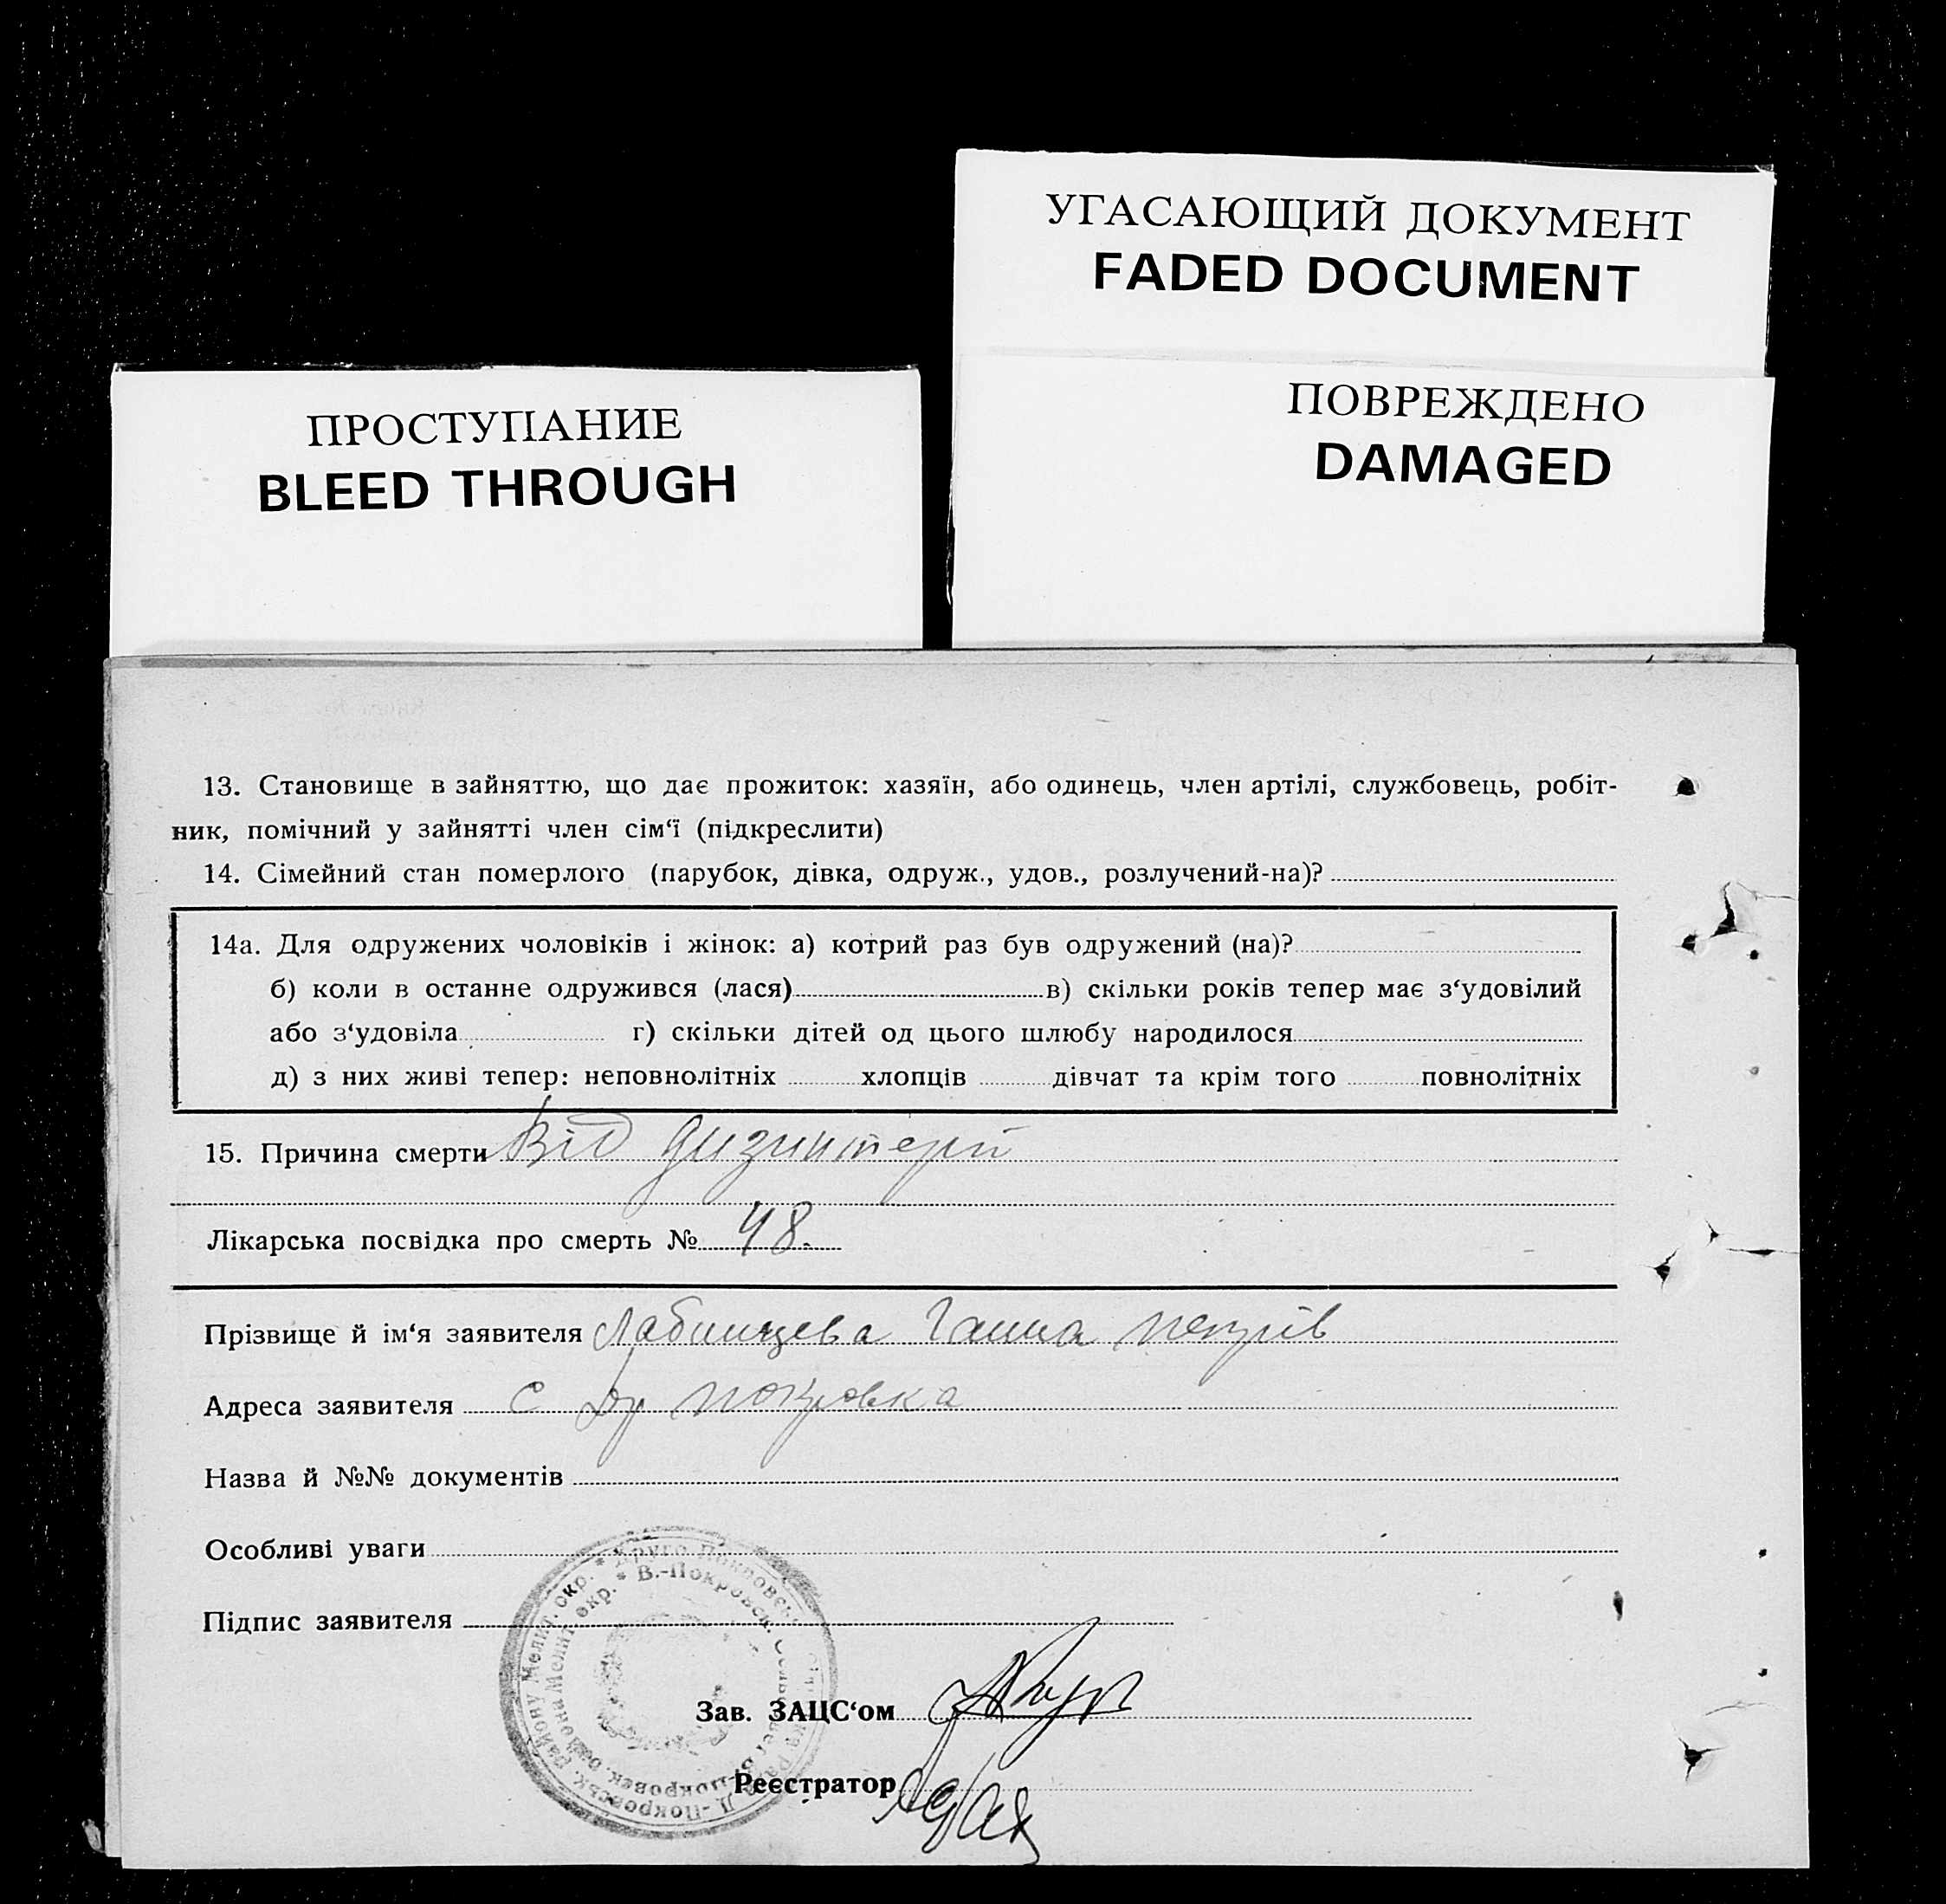 УГАСАЮЩИЙ ДОКУМЕНТ
FADED DOCUMENT
ПОВРЕЖДЕНО
DAMAGED
ПРОСТУПАНИЕ
BLEED THROUGH
13. Становище в зайняттю, що дає прожиток: хазяїн, або одинець, член артілі, службовець, робіт-
ник, помічний у зайнятті член сім‘ї (підкреслити)
14. Сімейний стан померлого (парубок, дівка, одруж., удов., розлучений-на)?
14а. Для одружених чоловіків і жінок: а) котрий раз був одружений (на)?
б) коли в останне одружився (лася) в) скільки років тепер має з‘удовілий
або з‘удовіла г) скільки дітей од цього шлюбу народилося
д) з них живі тепер: неповнолітніх хлопців дівчат та крім того повнолітніх
15. Причина смерти Від дизинтерії
Лікарська посвідка про смерть № 48.
Прізвище й ім‘я заявителя Лабинцева Ганна Петрів
Адреса заявителя с Др Покровка
Назва й №№ документів
Особливі уваги
Підпис заявителя
Зав. ЗАЦС‘ом
Реєстратор